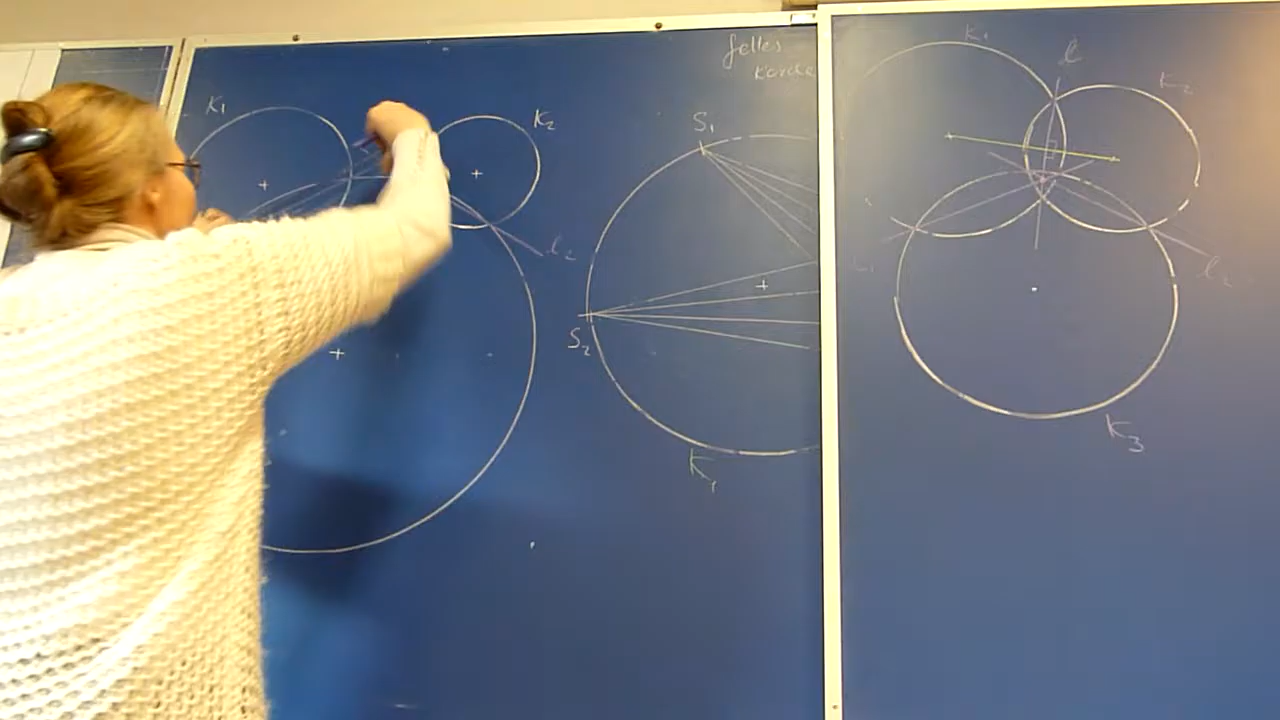 felles
korde
K₁
K₂
l₂
S₁
S₂
K₁
K₁
l
K₂
l₁
l₂
K₃